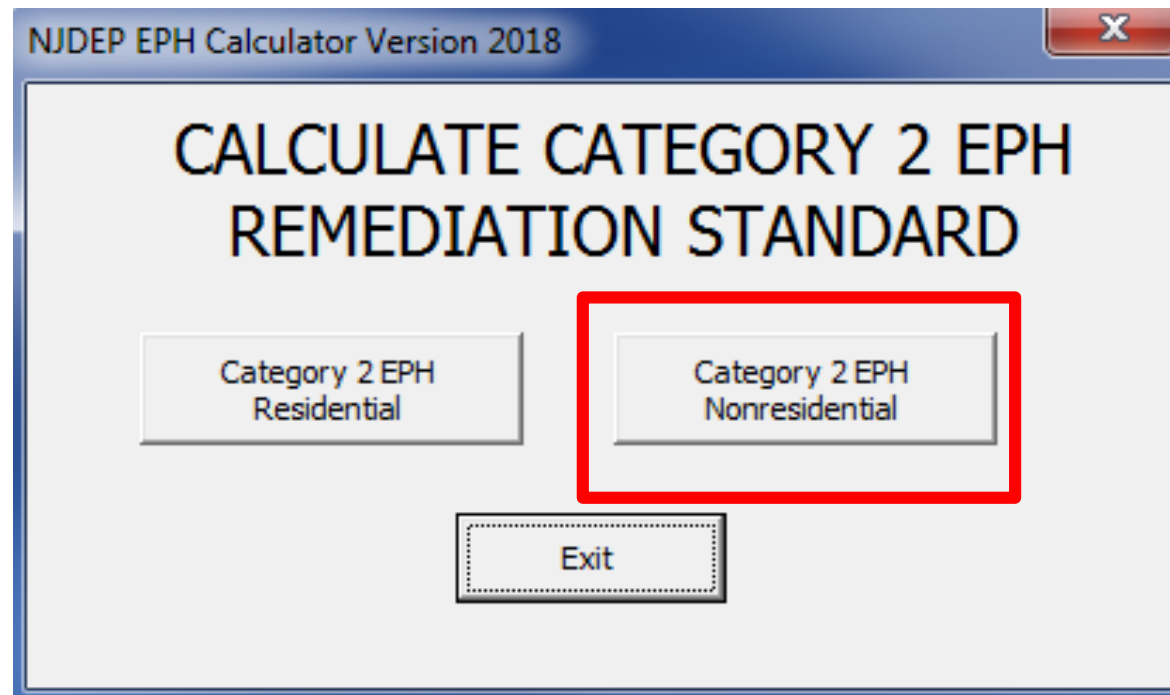 NJDEP EPH Calculator Version 2018
CALCULATE CATEGORY 2 EPH
REMEDIATION STANDARD
Category 2 EPH
Residential
Category 2 EPH
Nonresidential
Exit